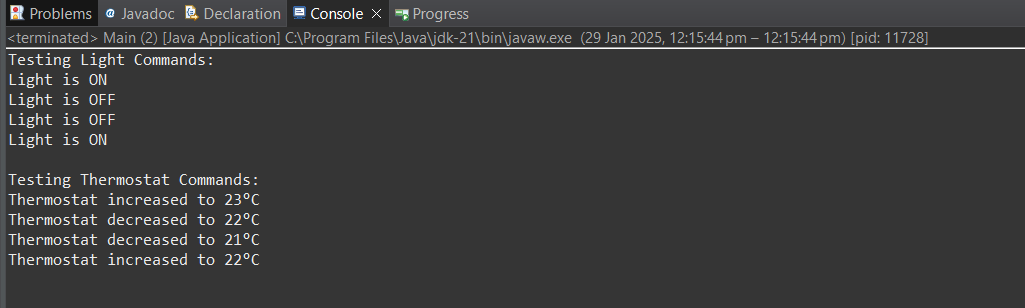 Problems @ Javadoc Declaration Console Progress
<terminated> Main (2) [Java Application] C:\Program Files\Java\jdk-21\bin\javaw.exe (29 Jan 2025, 12:15:44 pm – 12:15:44 pm) [pid: 11728]
Testing Light Commands:
Light is ON
Light is OFF
Light is OFF
Light is ON

Testing Thermostat Commands:
Thermostat increased to 23°C
Thermostat decreased to 22°C
Thermostat decreased to 21°C
Thermostat increased to 22°C